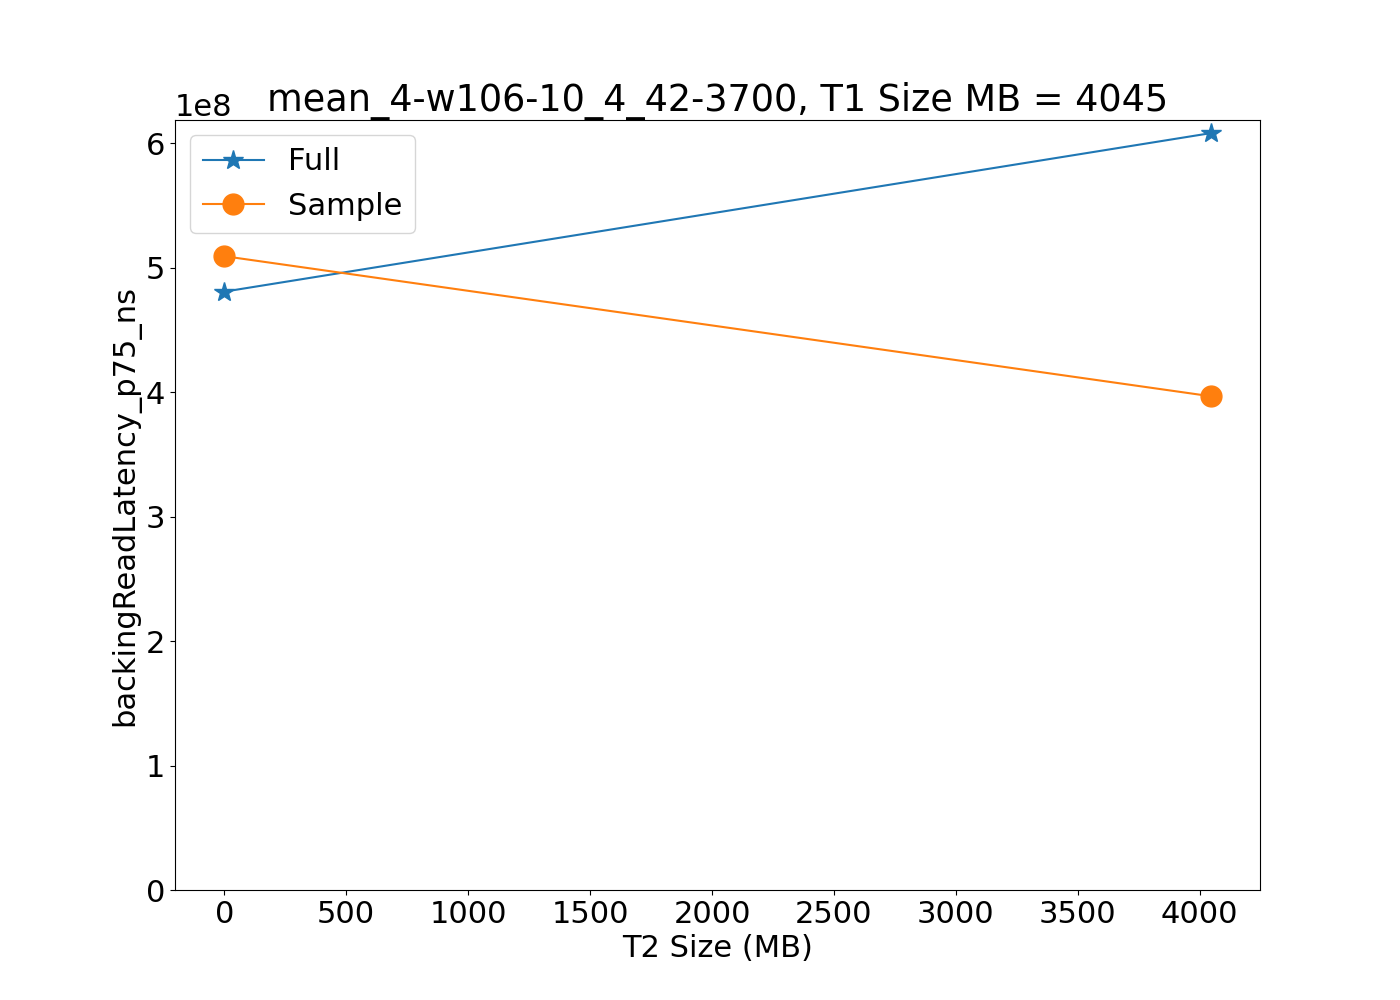 mean_4-w106-10_4_42-3700, T1 Size MB = 4045
1e8
Full
Sample
6
5
4
3
2
1
0
backingReadLatency_p75_ns
0 500 1000 1500 2000 2500 3000 3500 4000
T2 Size (MB)